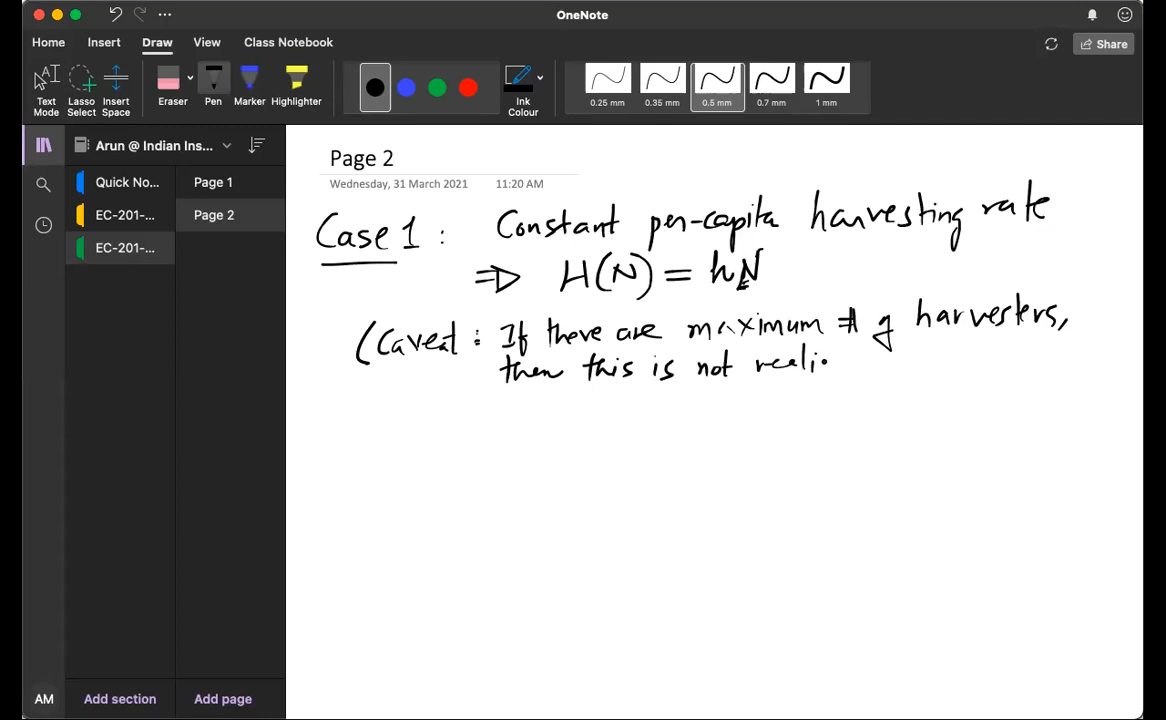 OneNote
Home Insert Draw View Class Notebook
Share
Text Mode
Lasso Select
Insert Space
Eraser
Pen
Marker
Highlighter
Ink Colour
0.25 mm
0.35 mm
0.5 mm
0.7 mm
1 mm
Arun @ Indian Ins...
Quick No...
EC-201-...
EC-201-...
Page 1
Page 2
Page 2
Wednesday, 31 March 2021 11:20 AM
Case 1 : Constant per-capita harvesting rate
⇒ H(N) = hN
(Caveat : If there are maximum # of harvesters,
then this is not reali
AM
Add section
Add page